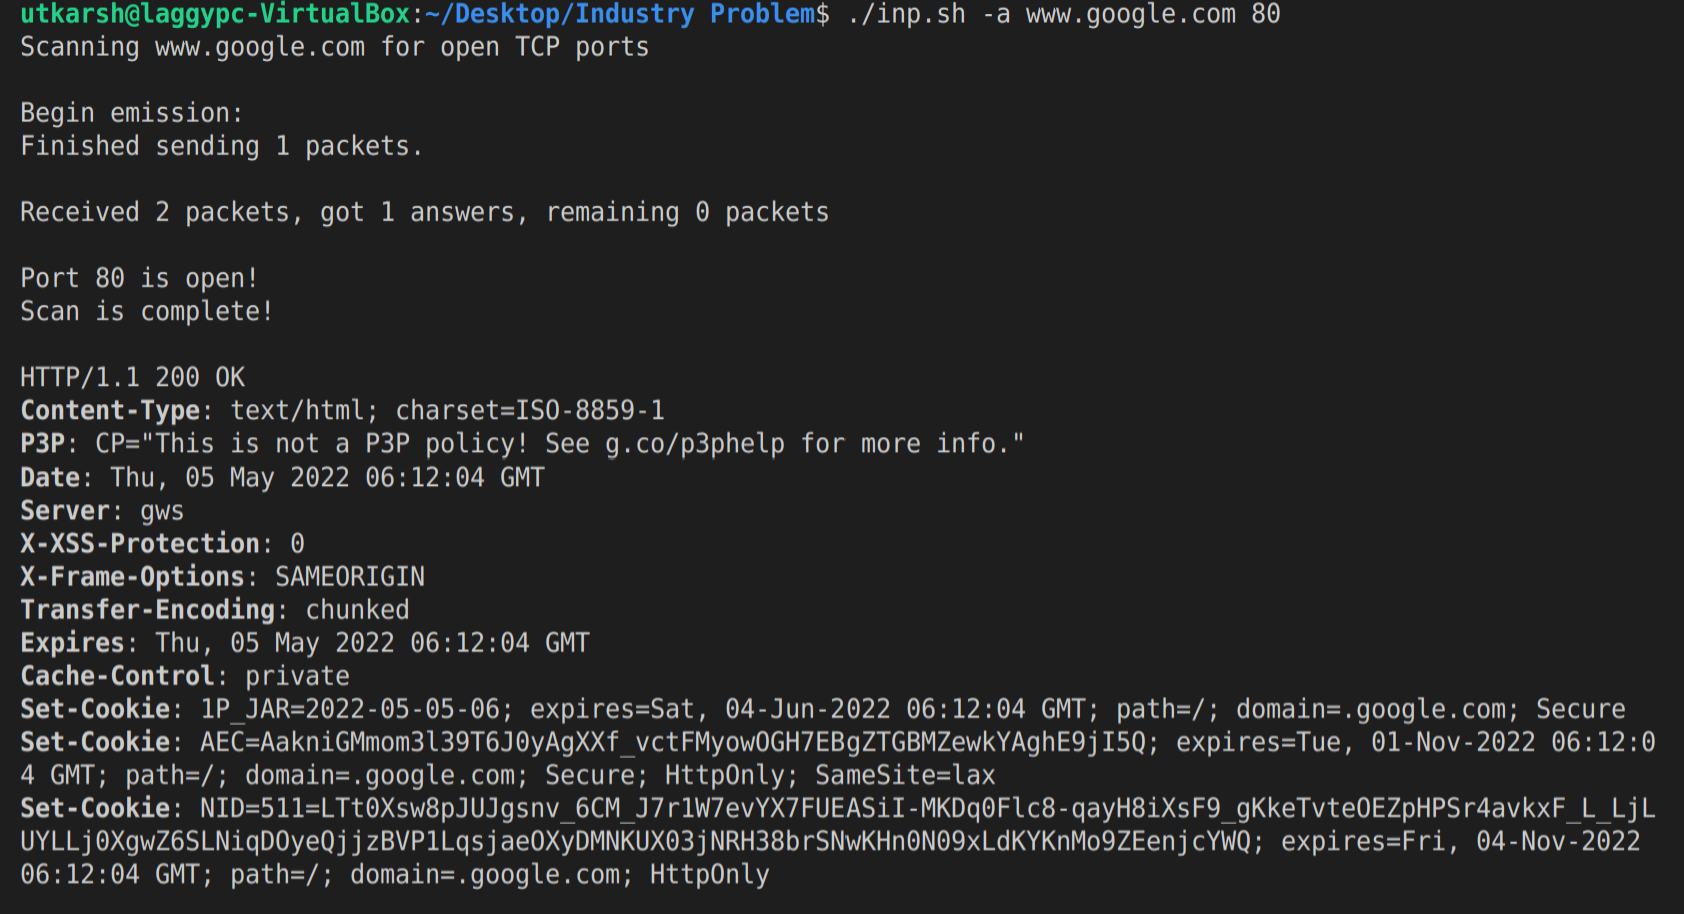 utkarsh@laggypc-VirtualBox:~/Desktop/Industry Problem$ ./inp.sh -a www.google.com 80
Scanning www.google.com for open TCP ports
Begin emission:
Finished sending 1 packets.
Received 2 packets, got 1 answers, remaining 0 packets
Port 80 is open!
Scan is complete!
HTTP/1.1 200 OK
Content-Type: text/html; charset=ISO-8859-1
P3P: CP="This is not a P3P policy! See g.co/p3phelp for more info."
Date: Thu, 05 May 2022 06:12:04 GMT
Server: gws
X-XSS-Protection: 0
X-Frame-Options: SAMEORIGIN
Transfer-Encoding: chunked
Expires: Thu, 05 May 2022 06:12:04 GMT
Cache-Control: private
Set-Cookie: 1P_JAR=2022-05-05-06; expires=Sat, 04-Jun-2022 06:12:04 GMT; path=/; domain=.google.com; Secure
Set-Cookie: AEC=AakniGMmom3l39T6J0yAgXXf_vctFMyowOGH7EBgZTGBMZewkYAghE9jI5Q; expires=Tue, 01-Nov-2022 06:12:0
4 GMT; path=/; domain=.google.com; Secure; HttpOnly; SameSite=lax
Set-Cookie: NID=511=LTt0Xsw8pJUJgsnv_6CM_J7r1W7evYX7FUEASiI-MKDq0Flc8-qayH8iXsF9_gKkeTvteOEZpHPSr4avkxF_L_LjL
UYLLj0XgwZ6SLNiqDOyeQjjzBVP1LqsjaeOXyDMNKUX03jNRH38brSNwKHn0N09xLdKYKnMo9ZEenjcYWQ; expires=Fri, 04-Nov-2022
06:12:04 GMT; path=/; domain=.google.com; HttpOnly